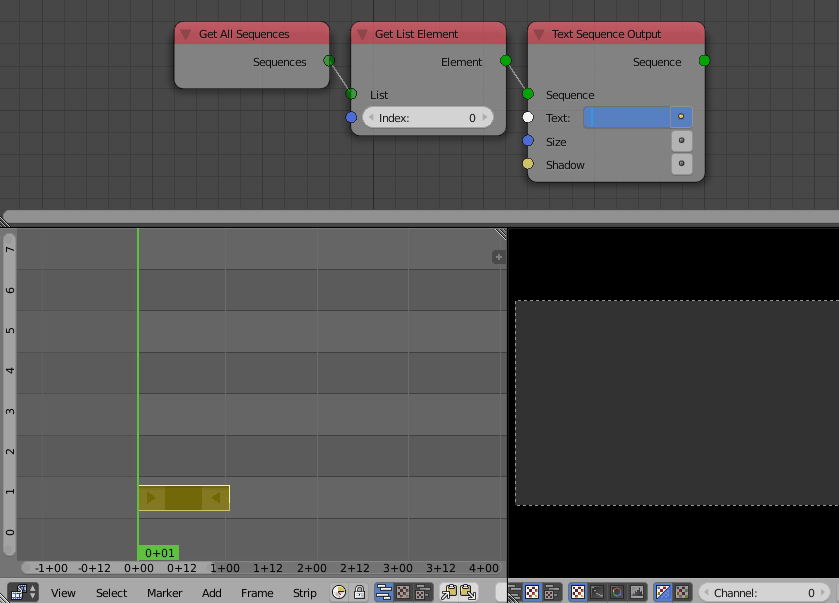 Get All Sequences
Sequences
Get List Element
Element
List
Index: 0
Text Sequence Output
Sequence
Sequence
Text:
Size
Shadow
7
6
5
4
3
2
1
0
0+01
-1+00 -0+12 0+00 0+12 1+00 1+12 2+00 2+12 3+00 3+12 4+00
View Select Marker Add Frame Strip Channel: 0